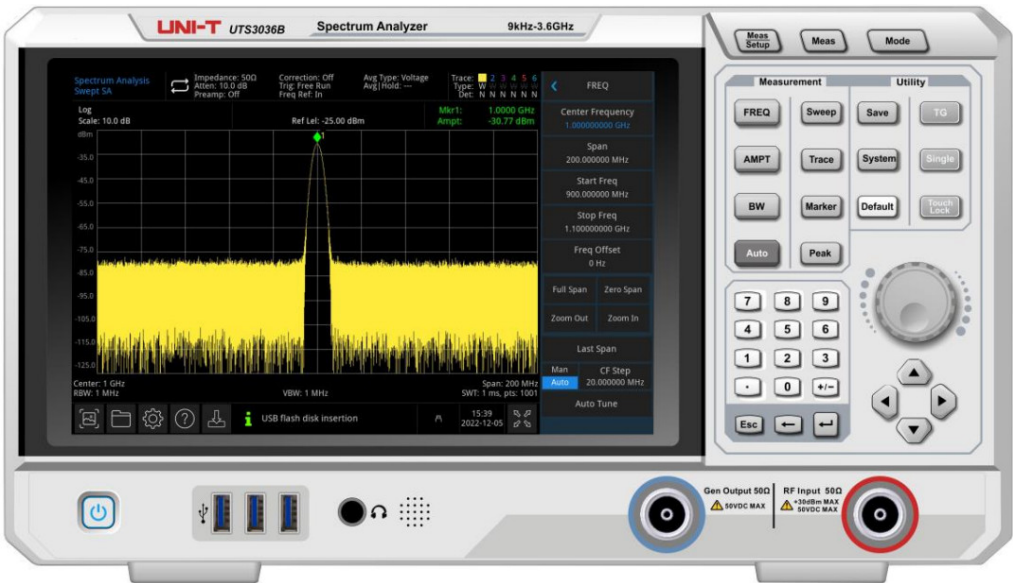 UNI-T UTS3036B Spectrum Analyzer 9kHz-3.6GHz
Spectrum Analysis
Swept SA
Impedance: 50Ω
Atten: 10.0 dB
Preamp: Off
Correction: Off
Trig: Free Run
Freq Ref: In
Avg Type: Voltage
Avg|Hold: ---
Trace: 1 2 3 4 5 6
Type: W W W W W W
Det: N N N N N N
Log
Scale: 10.0 dB
Ref Lel: -25.00 dBm
Mkr1: 1.0000 GHz
Ampt: -30.77 dBm
dBm
1
-35.0
-45.0
-55.0
-65.0
-75.0
-85.0
-95.0
-105.0
-115.0
-125.0
Center: 1 GHz
RBW: 1 MHz
VBW: 1 MHz
Span: 200 MHz
SWT: 1 ms, pts: 1001
i USB flash disk insertion
15:39
2022-12-05
FREQ
Center Frequency
1.000000000 GHz
Span
200.000000 MHz
Start Freq
900.000000 MHz
Stop Freq
1.100000000 GHz
Freq Offset
0 Hz
Full Span Zero Span
Zoom Out Zoom In
Last Span
Man
Auto
CF Step
20.000000 MHz
Auto Tune
Meas
Setup
Meas
Mode
Measurement Utility
FREQ Sweep Save TG
AMPT Trace System Single
BW Marker Default Touch
Lock
Auto Peak
7 8 9
4 5 6
1 2 3
. 0 +/-
Esc
Gen Output 50Ω
50VDC MAX
RF Input 50Ω
+30dBm MAX
50VDC MAX